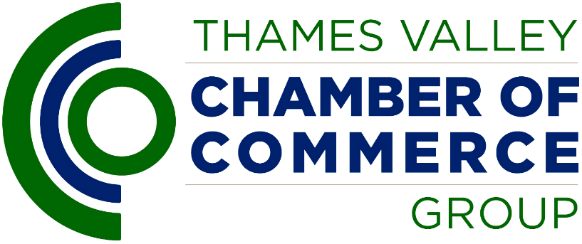 THAMES VALLEY
CHAMBER OF
COMMERCE
GROUP